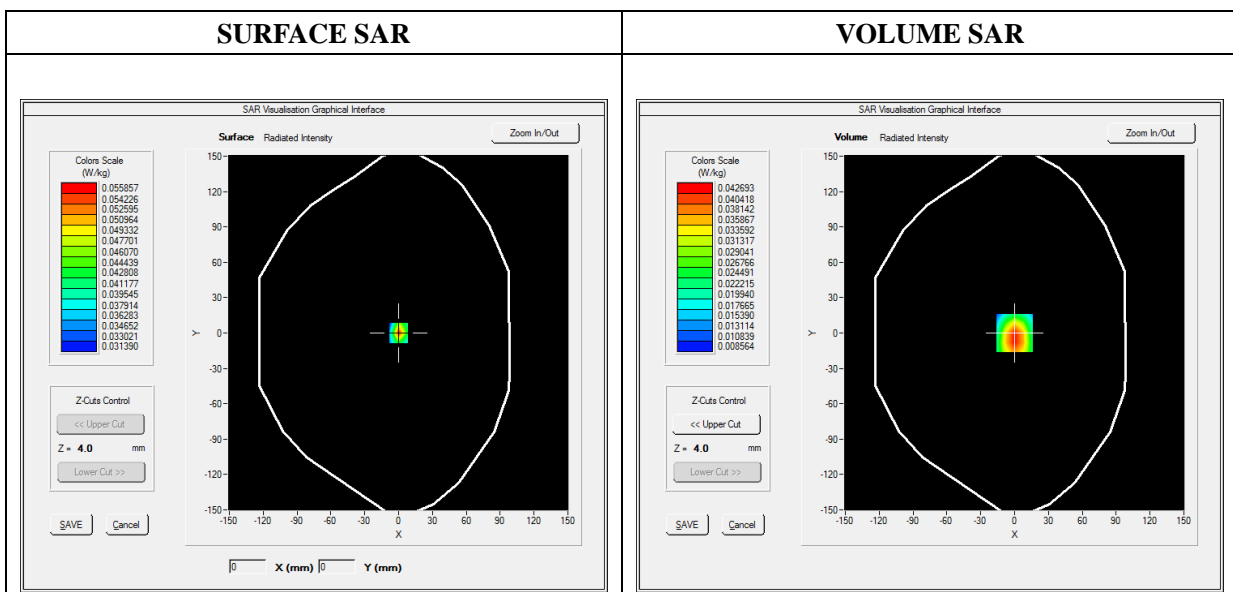 SURFACE SAR
VOLUME SAR
SAR Visualisation Graphical Interface
Surface Radiated Intensity
Zoom In/Out
Colors Scale
(W/kg)
0.055857
0.054226
0.052595
0.050964
0.049332
0.047701
0.046070
0.044439
0.042808
0.041177
0.039545
0.037914
0.036283
0.034652
0.033021
0.031390
Z-Cuts Control
<< Upper Cut
Z = 4.0 mm
Lower Cut >>
SAVE Cancel
150
120
90
60
30
0
-30
-60
-90
-120
-150
Y
-150 -120 -90 -60 -30 0 30 60 90 120 150
X
0 X (mm) 0 Y (mm)
SAR Visualisation Graphical Interface
Volume Radiated Intensity
Zoom In/Out
Colors Scale
(W/kg)
0.042693
0.040418
0.038142
0.035867
0.033592
0.031317
0.029041
0.026766
0.024491
0.022215
0.019940
0.017665
0.015390
0.013114
0.010839
0.008564
Z-Cuts Control
<< Upper Cut
Z = 4.0 mm
Lower Cut >>
SAVE Cancel
150
120
90
60
30
0
-30
-60
-90
-120
-150
Y
-150 -120 -90 -60 -30 0 30 60 90 120 150
X